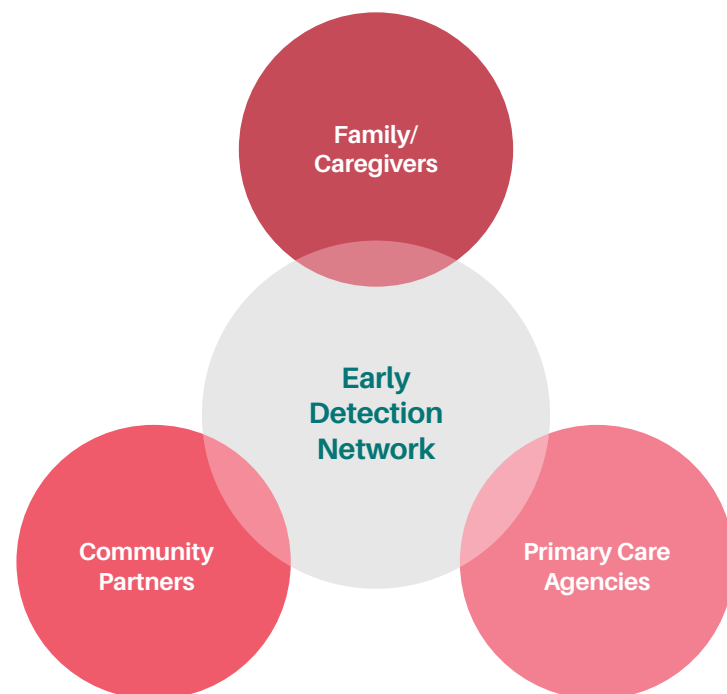 Family/
Caregivers
Early
Detection
Network
Community
Partners
Primary Care
Agencies